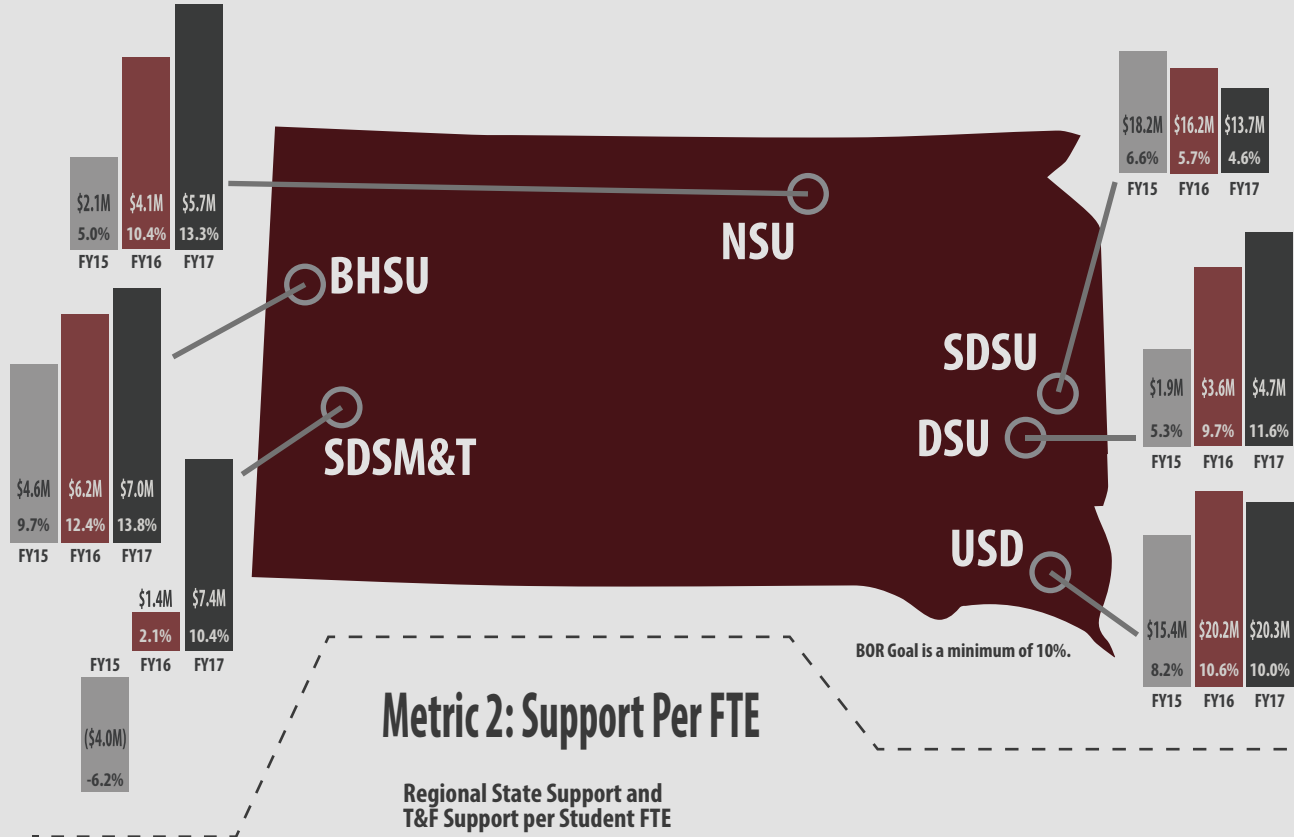 $2.1M
5.0%
FY15
$4.1M
10.4%
FY16
$5.7M
13.3%
FY17
$18.2M
6.6%
FY15
$16.2M
5.7%
FY16
$13.7M
4.6%
FY17
NSU
BHSU
SDSU
DSU
SDSM&T
USD
$4.6M
9.7%
FY15
$6.2M
12.4%
FY16
$7.0M
13.8%
FY17
$1.9M
5.3%
FY15
$3.6M
9.7%
FY16
$4.7M
11.6%
FY17
FY15
($4.0M)
-6.2%
$1.4M
2.1%
FY16
$7.4M
10.4%
FY17
$15.4M
8.2%
FY15
$20.2M
10.6%
FY16
$20.3M
10.0%
FY17
BOR Goal is a minimum of 10%.
Metric 2: Support Per FTE
Regional State Support and
T&F Support per Student FTE